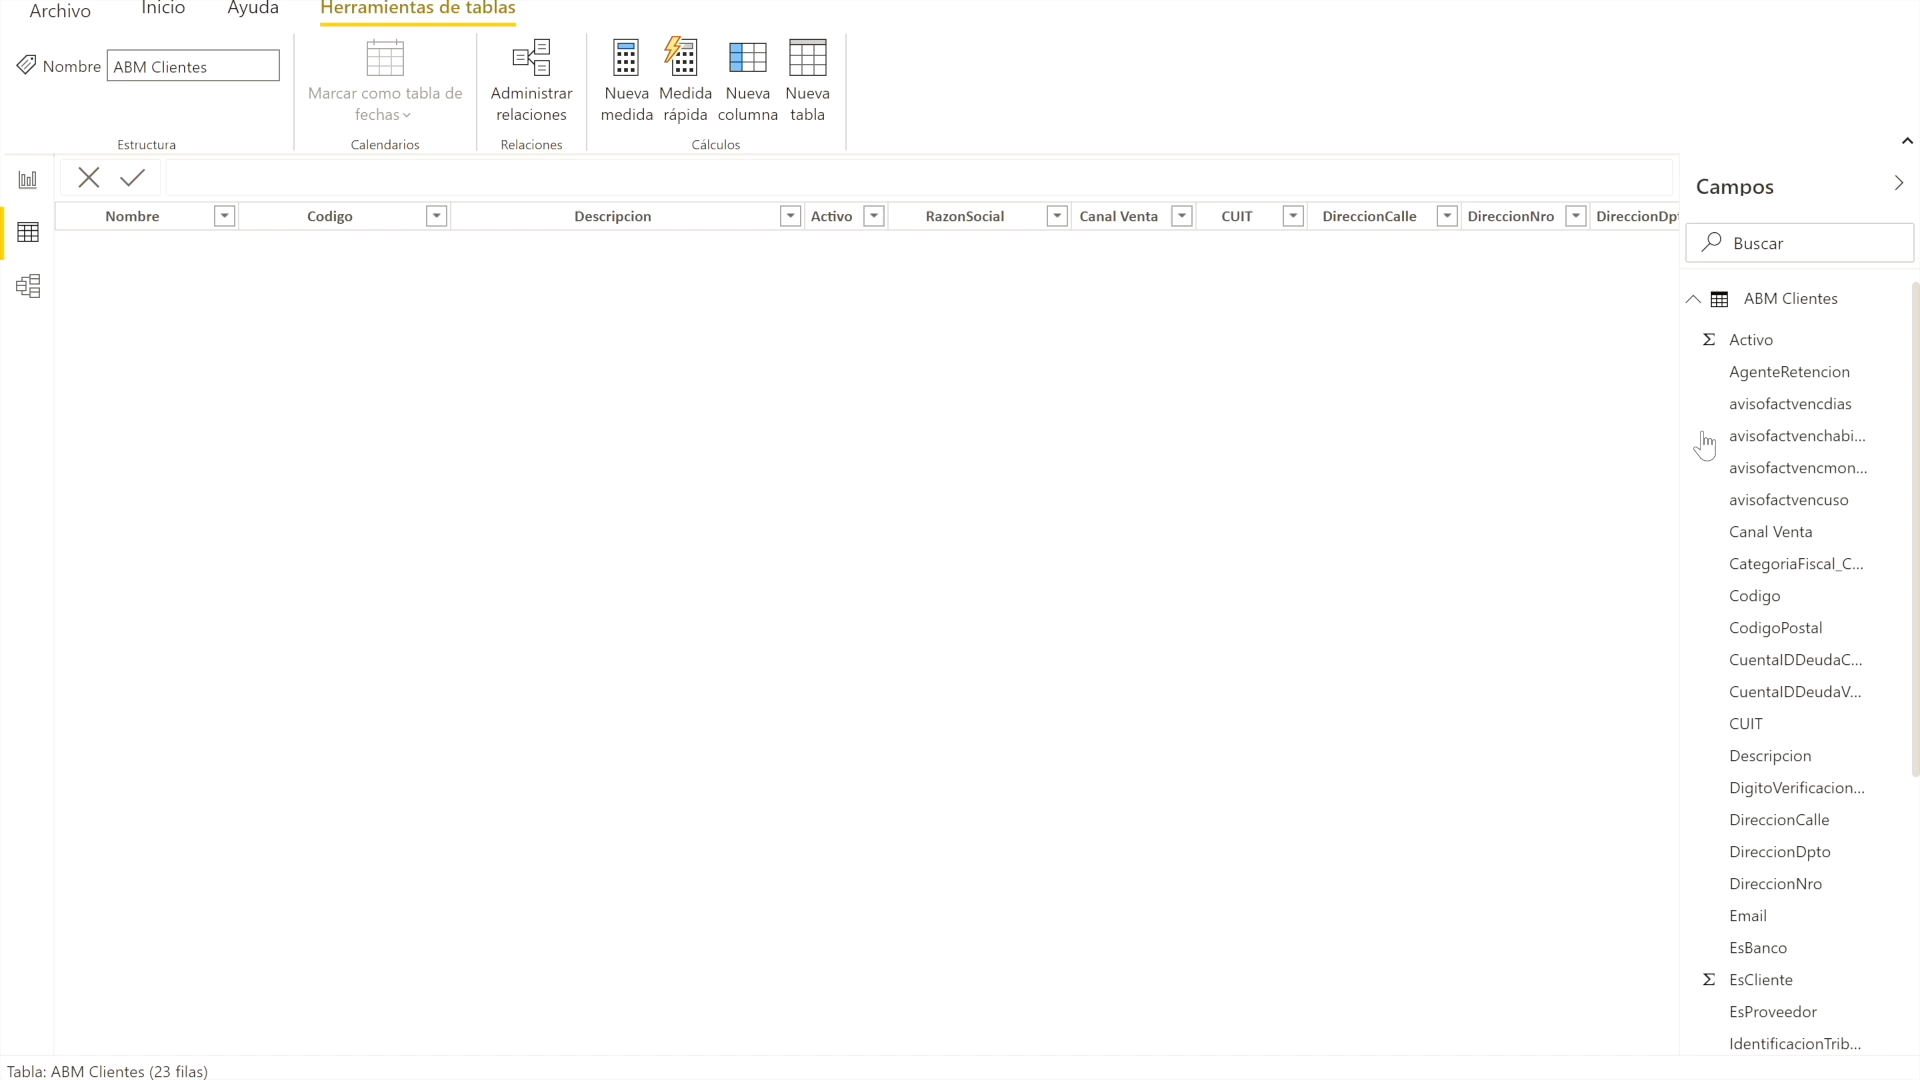 Archivo
Inicio
Ayuda
Herramientas de tablas
Nombre
ABM Clientes
Marcar como tabla de
fechas
Administrar
relaciones
Nueva
medida
Medida
rápida
Nueva
columna
Nueva
tabla
Estructura
Calendarios
Relaciones
Cálculos
Nombre
Codigo
Descripcion
Activo
RazonSocial
Canal Venta
CUIT
DireccionCalle
DireccionNro
DireccionDpt
Campos
Buscar
ABM Clientes
Σ Activo
AgenteRetencion
avisofactvencdias
avisofactvenchabi...
avisofactvencmon...
avisofactvencuso
Canal Venta
CategoriaFiscal_C...
Codigo
CodigoPostal
CuentaIDDeudaC...
CuentaIDDeudaV...
CUIT
Descripcion
DigitoVerificacion...
DireccionCalle
DireccionDpto
DireccionNro
Email
EsBanco
Σ EsCliente
EsProveedor
IdentificacionTrib...
Tabla: ABM Clientes (23 filas)